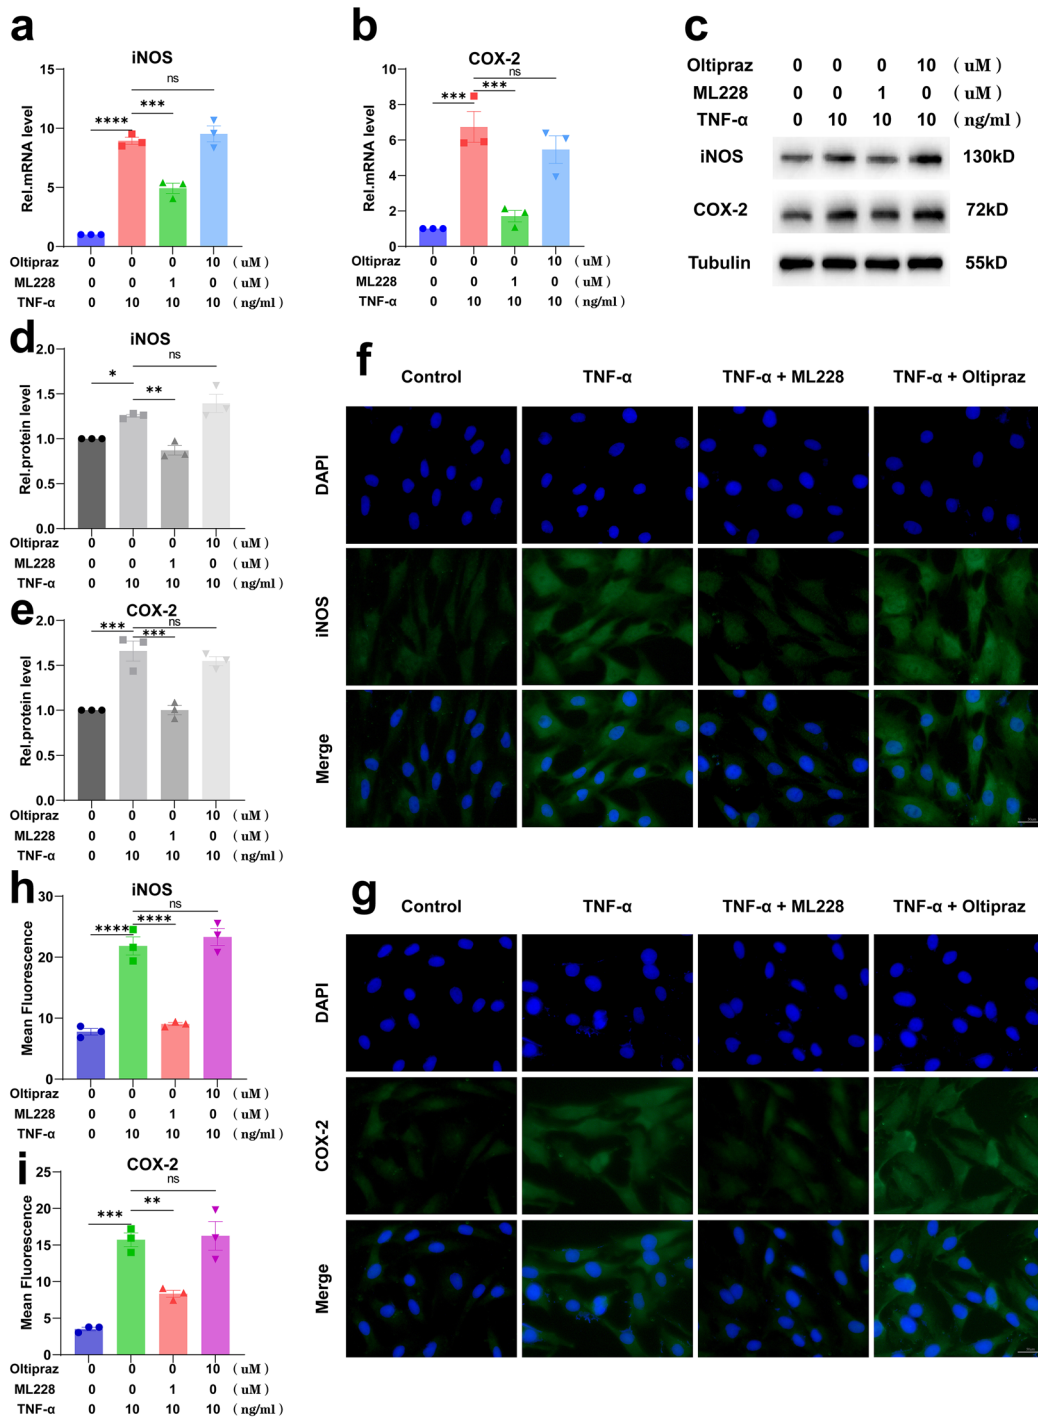 a
iNOS
Rel.mRNA level
15
10
5
0
****
***
ns
Oltipraz 0 0 0 10 ( uM )
ML228 0 0 1 0 ( uM )
TNF-α 0 10 10 10 ( ng/ml )
b
COX-2
Rel.mRNA level
10
8
6
4
2
0
***
***
ns
Oltipraz 0 0 0 10 ( uM )
ML228 0 0 1 0 ( uM )
TNF-α 0 10 10 10 ( ng/ml )
c
Oltipraz 0 0 0 10 ( uM )
ML228 0 0 1 0 ( uM )
TNF-α 0 10 10 10 ( ng/ml )
iNOS 130kD
COX-2 72kD
Tubulin 55kD
d
iNOS
Rel.protein level
2.0
1.5
1.0
0.5
0.0
*
**
ns
Oltipraz 0 0 0 10 ( uM )
ML228 0 0 1 0 ( uM )
TNF-α 0 10 10 10 ( ng/ml )
e
COX-2
Rel.protein level
2.0
1.5
1.0
0.5
0.0
***
***
ns
Oltipraz 0 0 0 10 ( uM )
ML228 0 0 1 0 ( uM )
TNF-α 0 10 10 10 ( ng/ml )
f
Control TNF-α TNF-α + ML228 TNF-α + Oltipraz
DAPI
iNOS
Merge
g
Control TNF-α TNF-α + ML228 TNF-α + Oltipraz
DAPI
COX-2
Merge
h
iNOS
Mean Fluorescence
30
20
10
0
****
****
ns
Oltipraz 0 0 0 10 ( uM )
ML228 0 0 1 0 ( uM )
TNF-α 0 10 10 10 ( ng/ml )
i
COX-2
Mean Fluorescence
25
20
15
10
5
0
***
**
ns
Oltipraz 0 0 0 10 ( uM )
ML228 0 0 1 0 ( uM )
TNF-α 0 10 10 10 ( ng/ml )